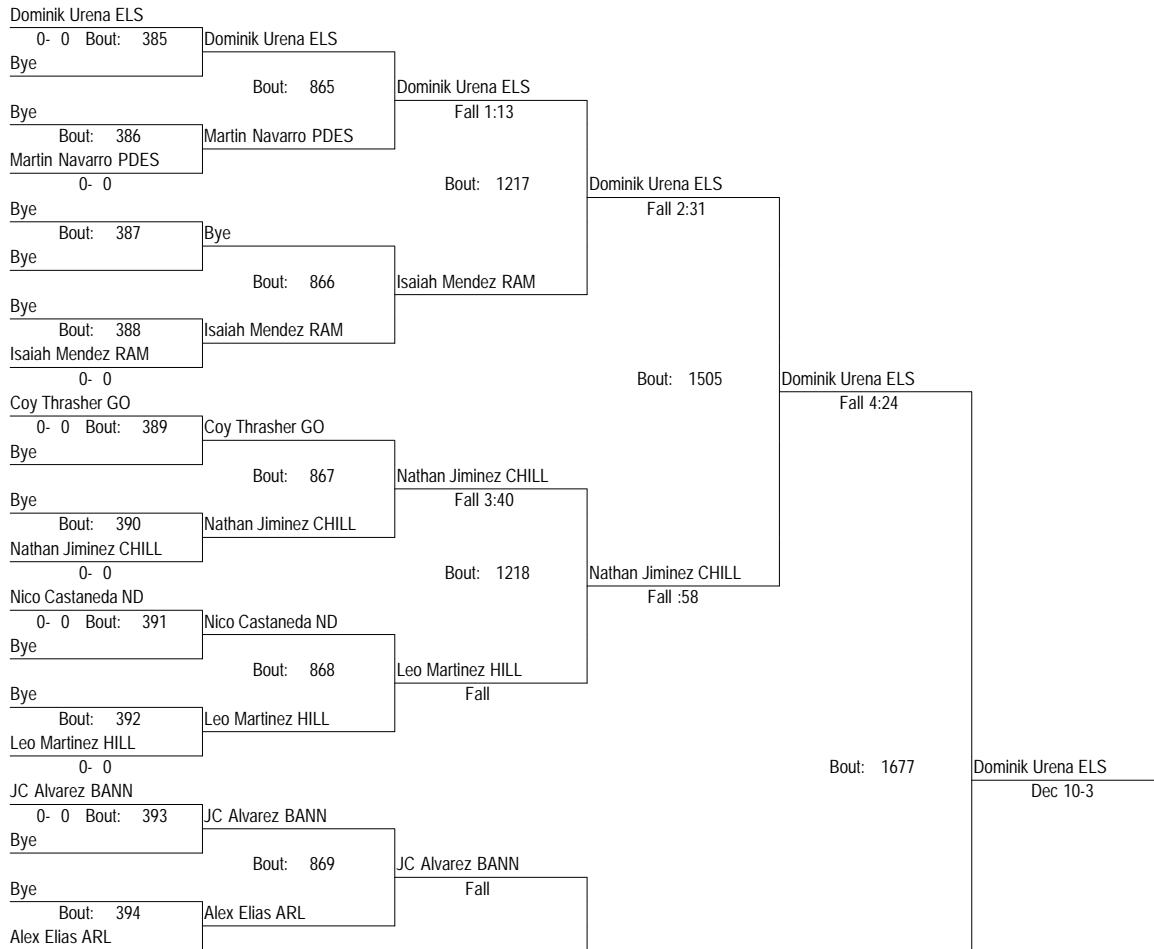 Dominik Urena ELS
0- 0 Bout: 385
Dominik Urena ELS
Bye
Bout: 865
Dominik Urena ELS
Bye
Fall 1:13
Bout: 386
Martin Navarro PDES
Martin Navarro PDES
0- 0
Bout: 1217
Dominik Urena ELS
Bye
Fall 2:31
Bout: 387
Bye
Bye
Bout: 866
Isaiah Mendez RAM
Bye
Bout: 388
Isaiah Mendez RAM
Isaiah Mendez RAM
0- 0
Bout: 1505
Dominik Urena ELS
Coy Thrasher GO
Fall 4:24
0- 0 Bout: 389
Coy Thrasher GO
Bye
Bout: 867
Nathan Jiminez CHILL
Bye
Fall 3:40
Bout: 390
Nathan Jiminez CHILL
Nathan Jiminez CHILL
0- 0
Bout: 1218
Nathan Jiminez CHILL
Nico Castaneda ND
Fall :58
0- 0 Bout: 391
Nico Castaneda ND
Bye
Bout: 868
Leo Martinez HILL
Bye
Fall
Bout: 392
Leo Martinez HILL
Leo Martinez HILL
0- 0
Bout: 1677
Dominik Urena ELS
JC Alvarez BANN
Dec 10-3
0- 0 Bout: 393
JC Alvarez BANN
Bye
Bout: 869
JC Alvarez BANN
Bye
Fall
Bout: 394
Alex Elias ARL
Alex Elias ARL